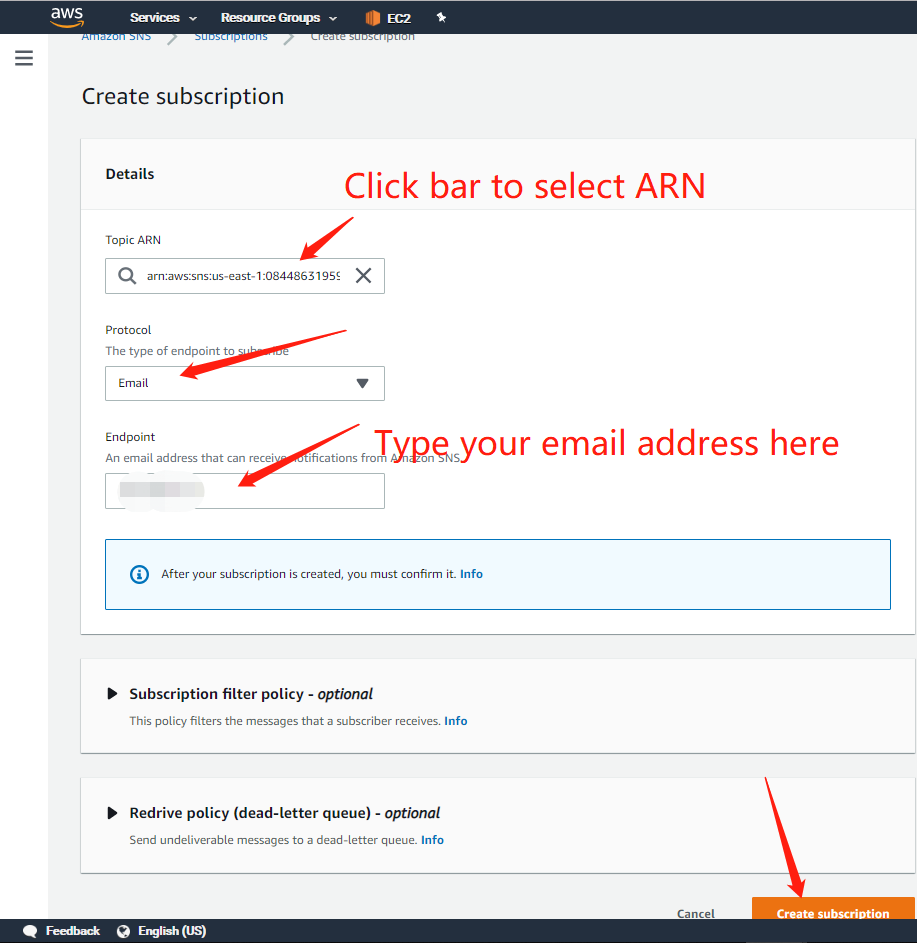 aws
Services
Resource Groups
EC2
Amazon SNS
Subscriptions
Create subscription
Create subscription
Details
Click bar to select ARN
Topic ARN
arn:aws:sns:us-east-1:08448631959
Protocol
The type of endpoint to subscribe
Email
Endpoint
Type your email address here
An email address that can receive notifications from Amazon SNS.
After your subscription is created, you must confirm it. Info
Subscription filter policy - optional
This policy filters the messages that a subscriber receives. Info
Redrive policy (dead-letter queue) - optional
Send undeliverable messages to a dead-letter queue. Info
Cancel
Create subscription
Feedback
English (US)